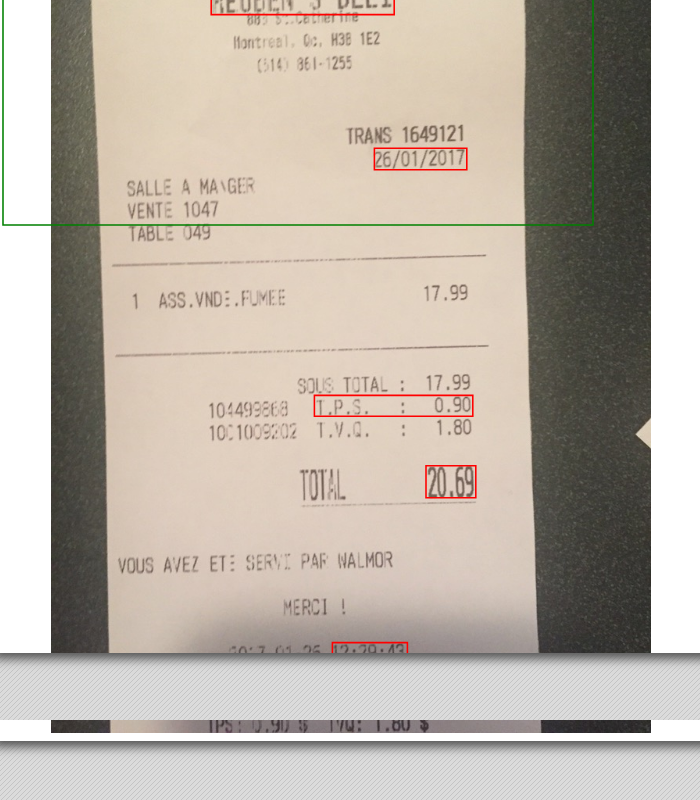 REUBEN'S DELI
885 St.Catherine
Montreal, Qc, H3B 1E2
(514) 861-1255
TRANS 1649121
26/01/2017
SALLE A MANGER
VENTE 1047
TABLE 049
1 ASS.VNDE.FUMEE 17.99
SOUS TOTAL : 17.99
104499868 T.P.S. : 0.90
1001009202 T.V.Q. : 1.80
TOTAL 20.69
VOUS AVEZ ETE SERVI PAR WALMOR
MERCI !
2017-01-26 12:29:43
TPS: 0.90 $ TVQ: 1.80 $